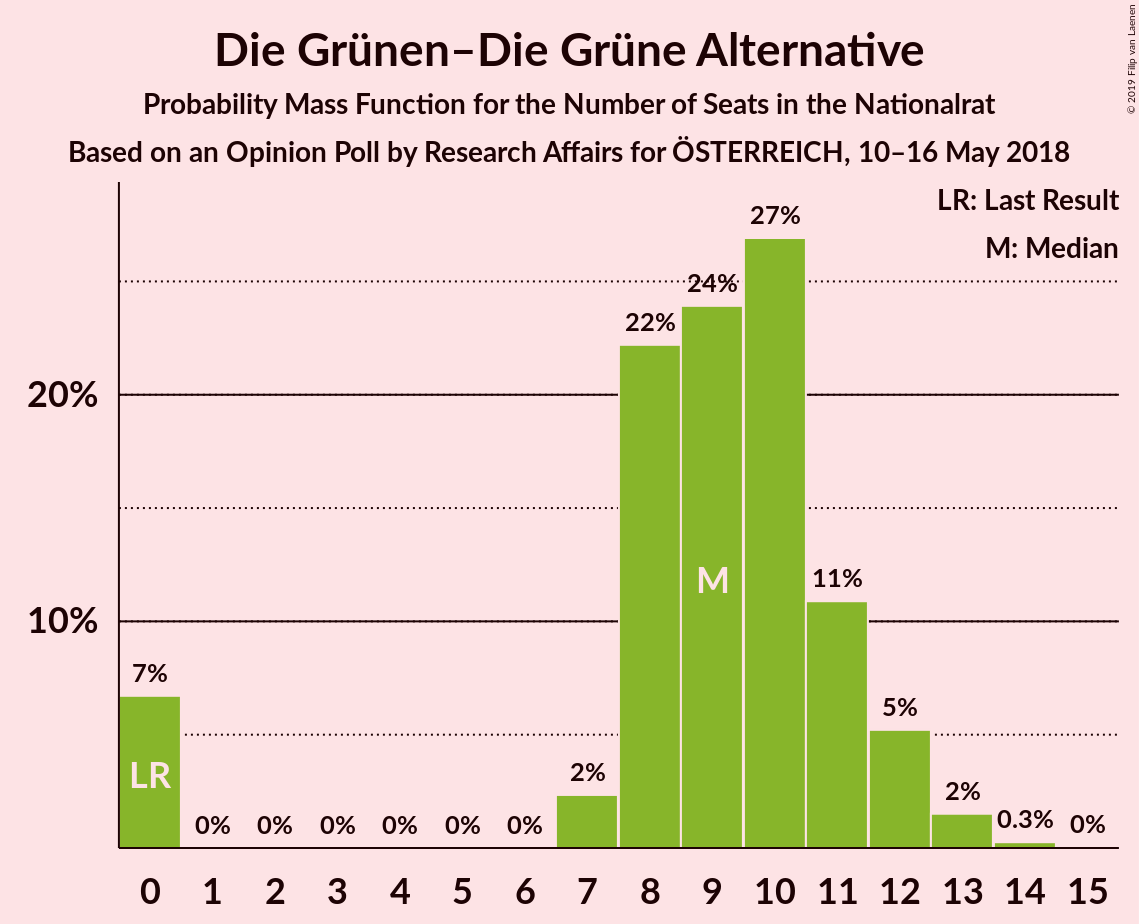 Die Grünen–Die Grüne Alternative
Probability Mass Function for the Number of Seats in the Nationalrat
Based on an Opinion Poll by Research Affairs for ÖSTERREICH, 10–16 May 2018
© 2019 Filip van Laenen
LR: Last Result
M: Median
27%
24%
22%
20%
11%
M
10%
7%
5%
LR
2%
2%
0% 0% 0% 0% 0% 0% 0.3% 0%
0 1 2 3 4 5 6 7 8 9 10 11 12 13 14 15